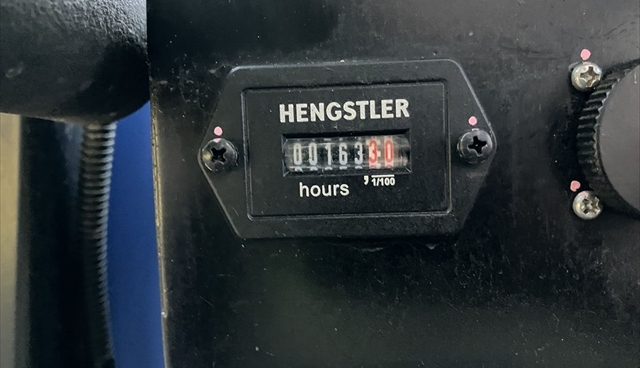 HENGSTLER
0016330
hours , 1/100